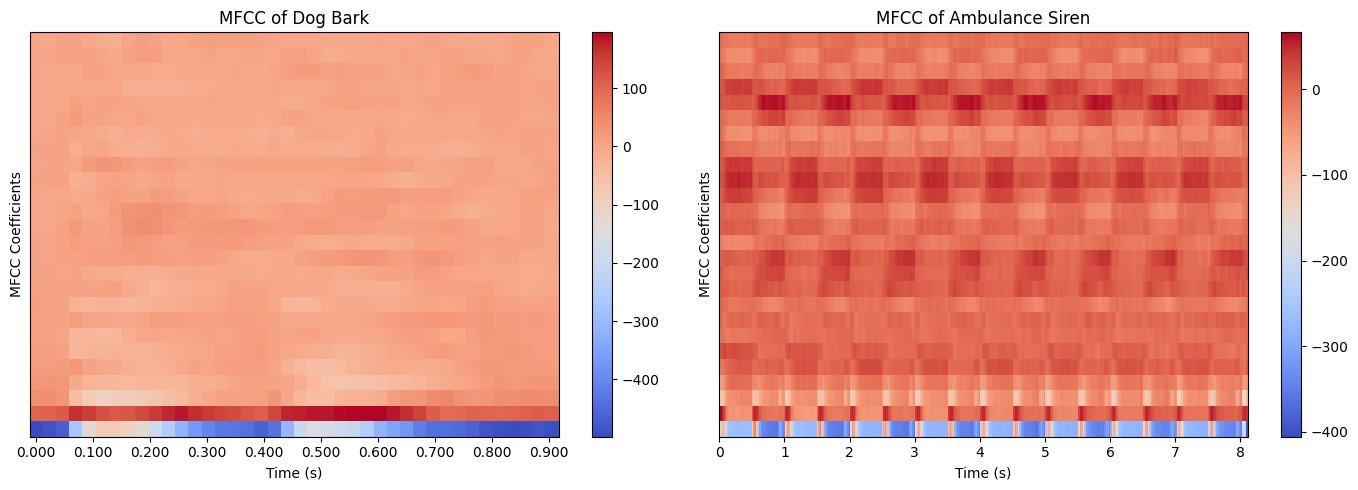 MFCC of Dog Bark
MFCC Coefficients
0.000 0.100 0.200 0.300 0.400 0.500 0.600 0.700 0.800 0.900
Time (s)
100
0
−100
−200
−300
−400
MFCC of Ambulance Siren
MFCC Coefficients
0 1 2 3 4 5 6 7 8
Time (s)
0
−100
−200
−300
−400